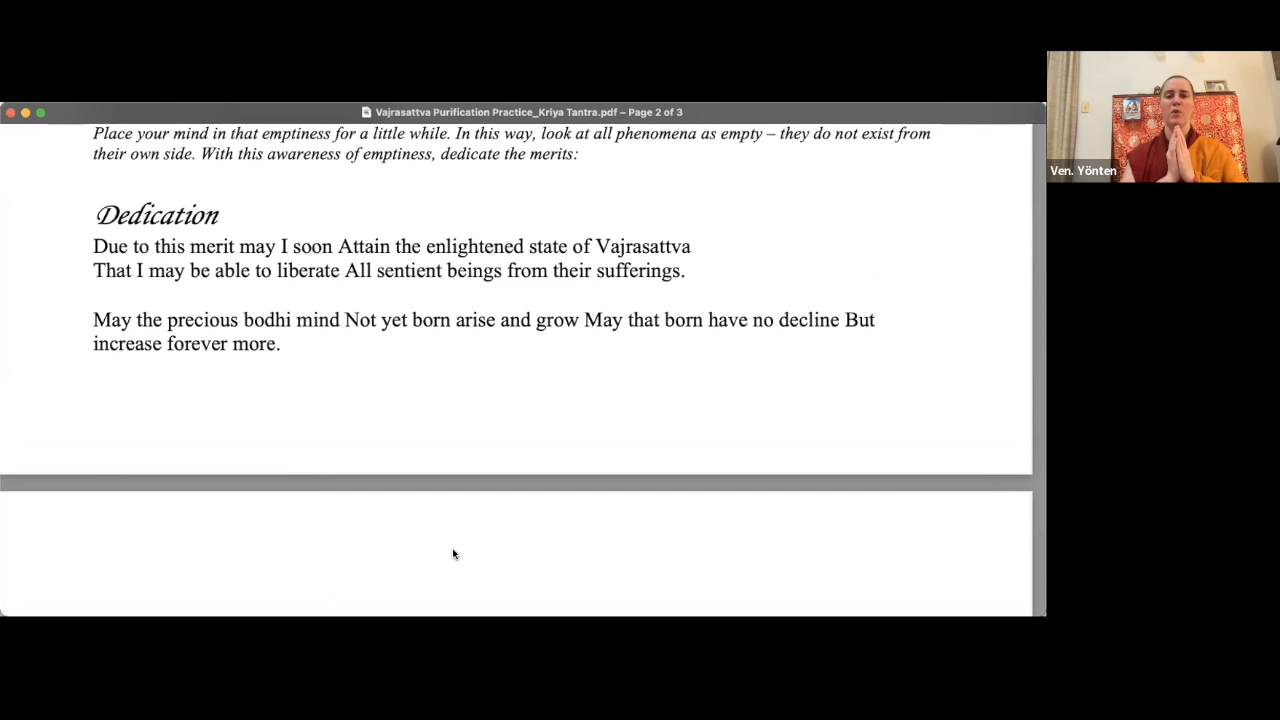 Vajrasattva Purification Practice_Kriya Tantra.pdf – Page 2 of 3
Place your mind in that emptiness for a little while. In this way, look at all phenomena as empty – they do not exist from
their own side. With this awareness of emptiness, dedicate the merits:
Dedication
Due to this merit may I soon Attain the enlightened state of Vajrasattva
That I may be able to liberate All sentient beings from their sufferings.
May the precious bodhi mind Not yet born arise and grow May that born have no decline But
increase forever more.
Ven. Yönten